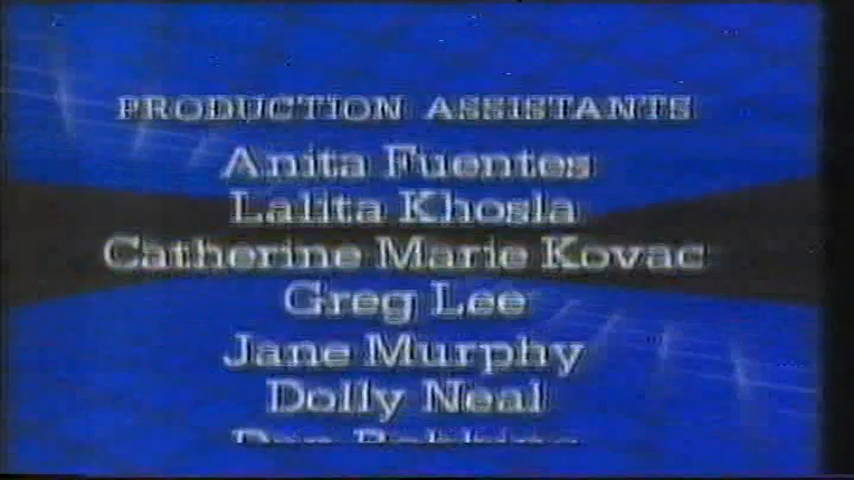 PRODUCTION ASSISTANTS
Anita Fuentes
Lalita Khosla
Catherine Marie Kovac
Greg Lee
Jane Murphy
Dolly Neal